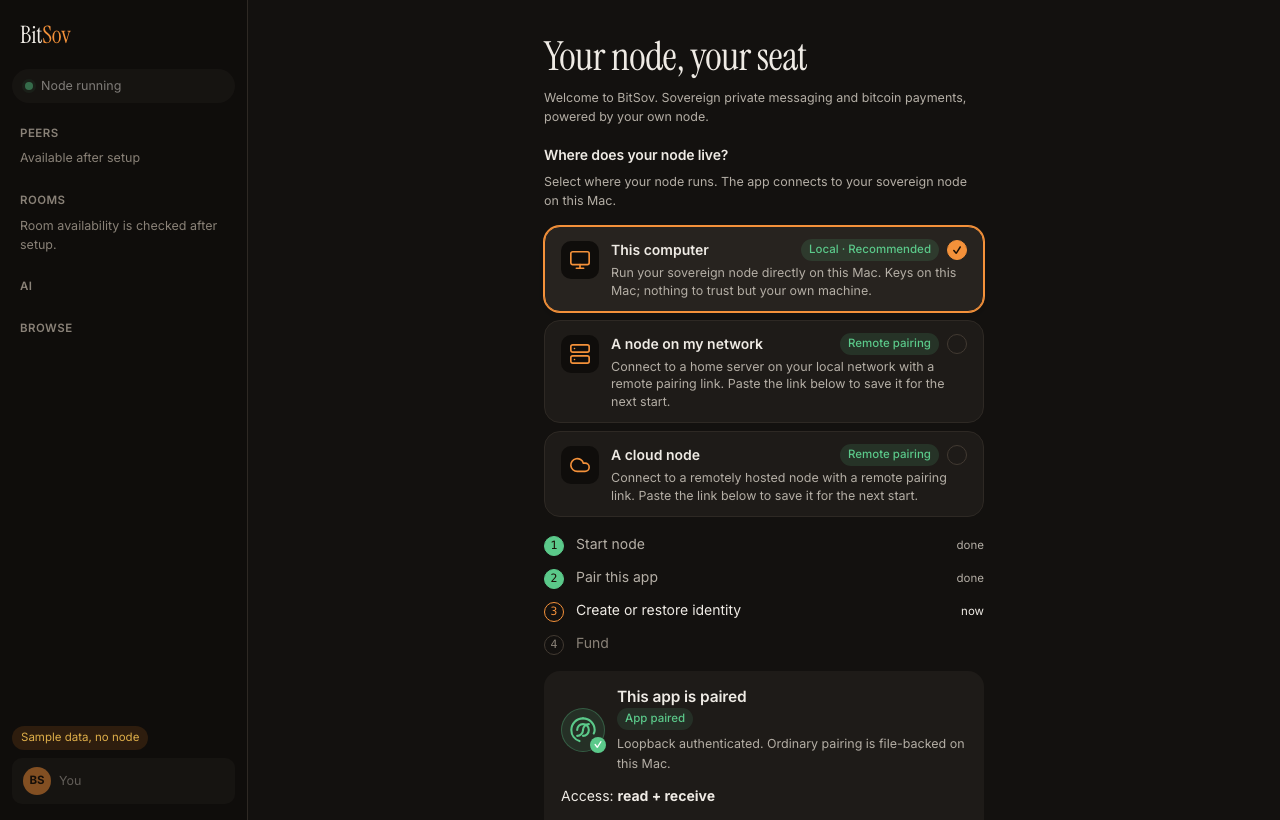 BitSov
Node running
PEERS
Available after setup
ROOMS
Room availability is checked after
setup.
AI
BROWSE
Sample data, no node
BS You
Your node, your seat
Welcome to BitSov. Sovereign private messaging and bitcoin payments,
powered by your own node.
Where does your node live?
Select where your node runs. The app connects to your sovereign node
on this Mac.
This computer Local · Recommended
Run your sovereign node directly on this Mac. Keys on this
Mac; nothing to trust but your own machine.
A node on my network Remote pairing
Connect to a home server on your local network with a
remote pairing link. Paste the link below to save it for the
next start.
A cloud node Remote pairing
Connect to a remotely hosted node with a remote pairing
link. Paste the link below to save it for the next start.
1 Start node done
2 Pair this app done
3 Create or restore identity now
4 Fund
This app is paired
App paired
Loopback authenticated. Ordinary pairing is file-backed on
this Mac.
Access: read + receive